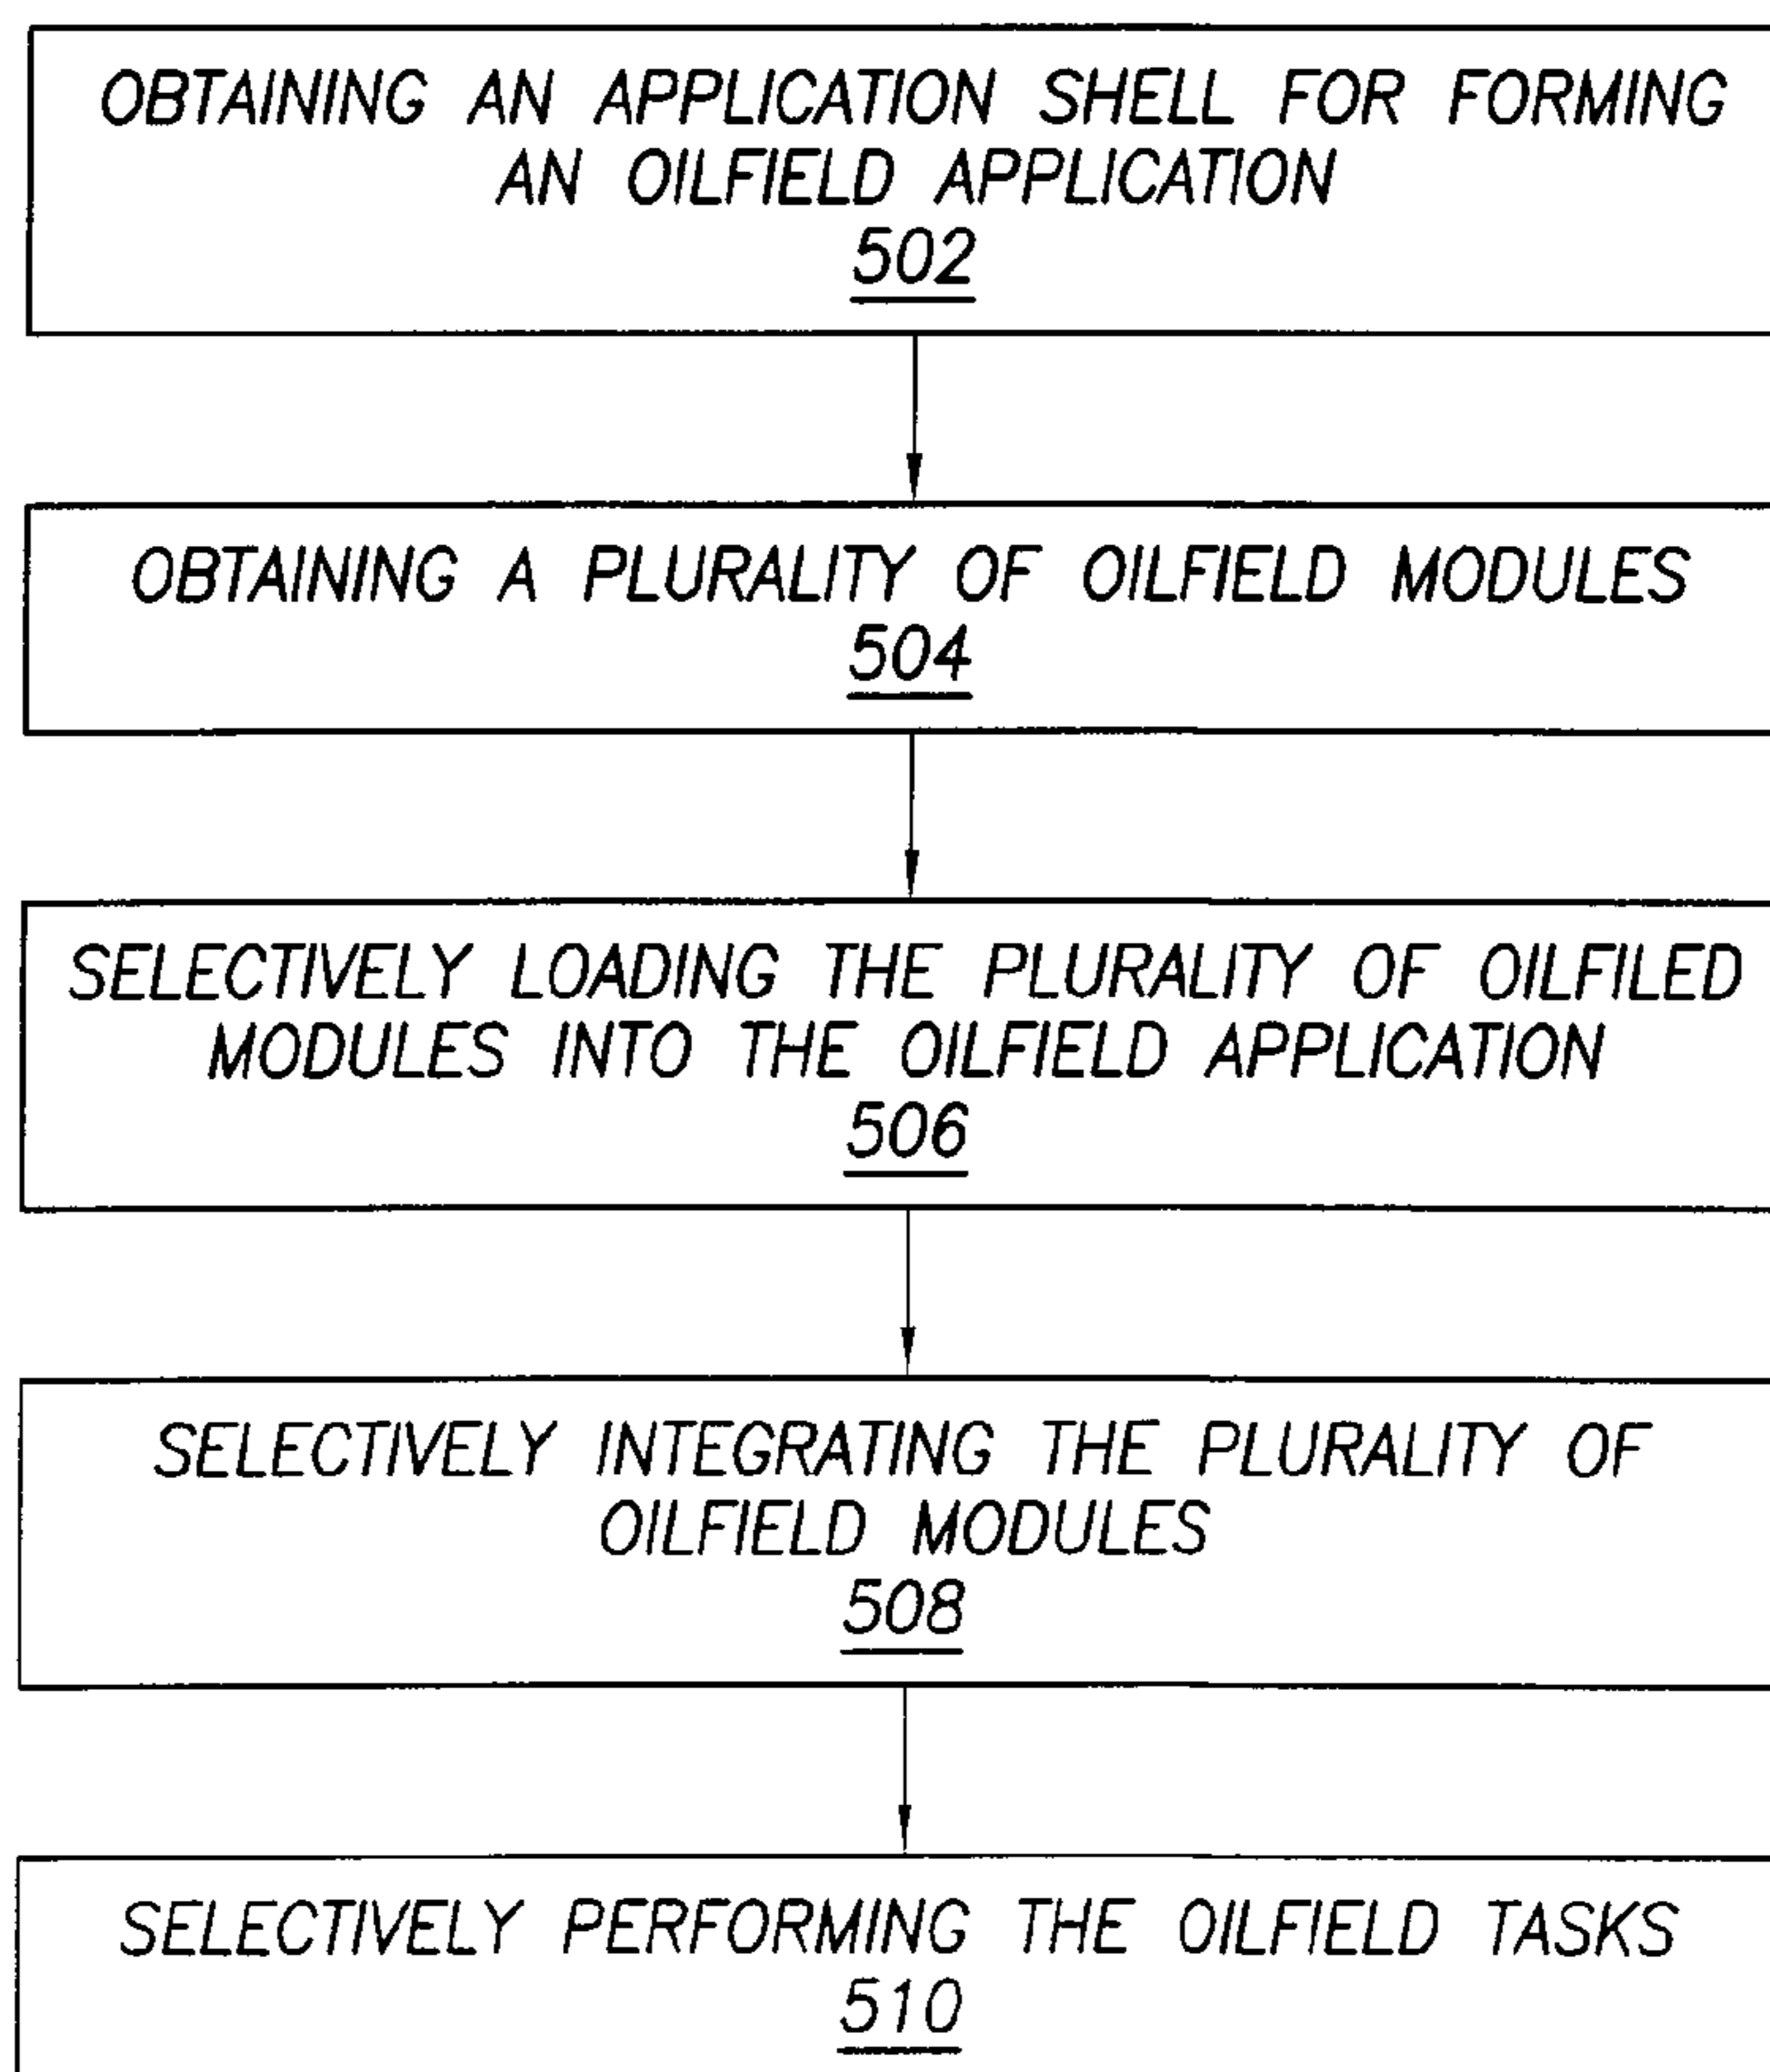 OBTAINING AN APPLICATION SHELL FOR FORMING
AN OILFIELD APPLICATION
502
OBTAINING A PLURALITY OF OILFIELD MODULES
504
SELECTIVELY LOADING THE PLURALITY OF OILFILED
MODULES INTO THE OILFIELD APPLICATION
506
SELECTIVELY INTEGRATING THE PLURALITY OF
OILFIELD MODULES
508
SELECTIVELY PERFORMING THE OILFIELD TASKS
510